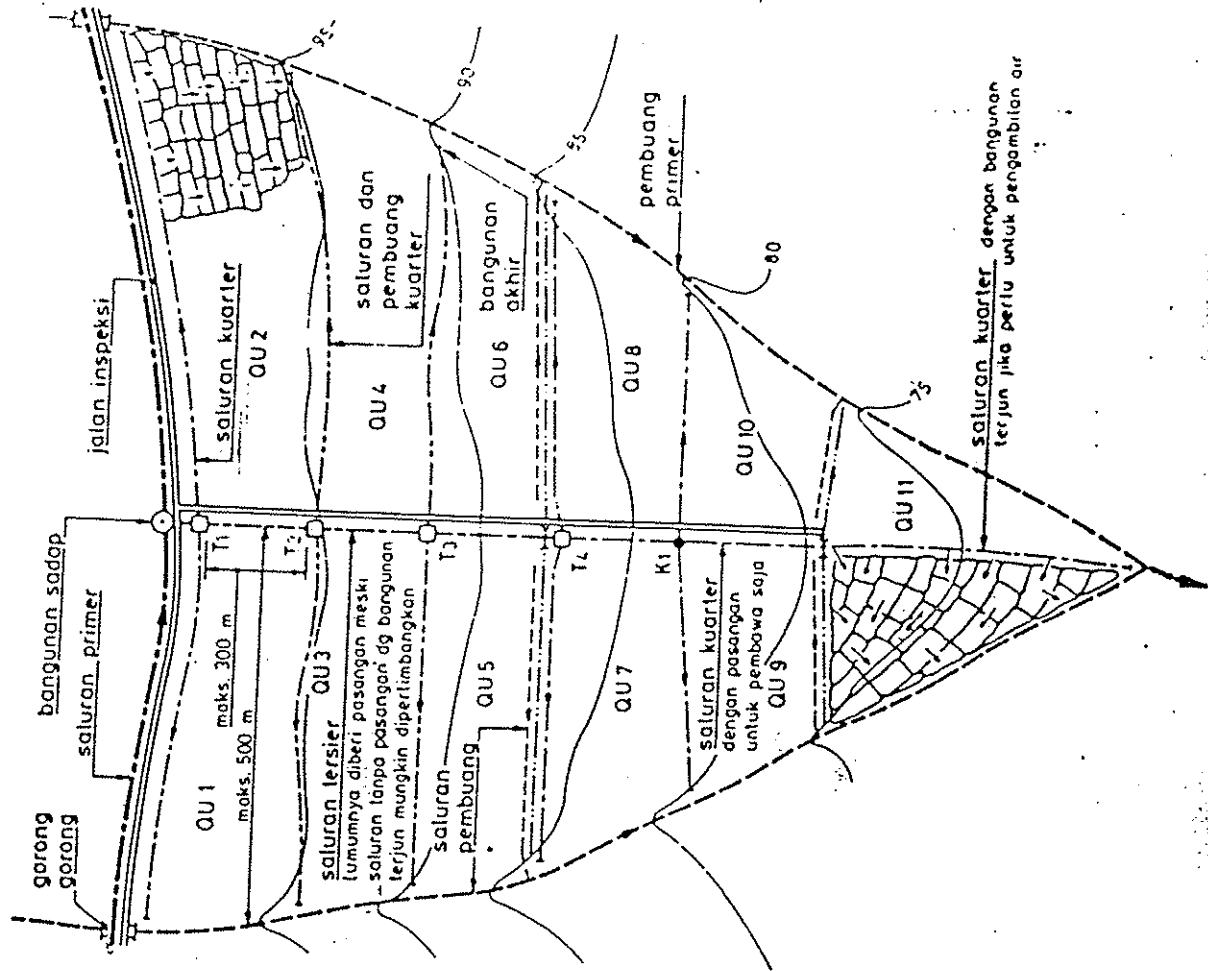 gorong
gorong
bangunan sadap
saluran primer
jalan inspeksi
QU 1
maks. 300 m
maks. 500 m
T1
T2
saluran kuarter
QU 2
95
QU 3
saluran tersier
(umumnya diberi pasangan meski
saluran tanpa pasangan dg bangunan
terjun mungkin dipertimbangkan
QU 4
saluran dan
pembuang
kuarter
90
T3
QU 5
saluran
pembuang
QU 6
bangunan
akhir
85
T4
QU 7
QU 8
pembuang
primer
K1
80
saluran kuarter
dengan pasangan
untuk pembawa saja
QU 9
QU 10
75
QU 11
saluran kuarter dengan bangunan
terjun jika perlu untuk pengambilan air